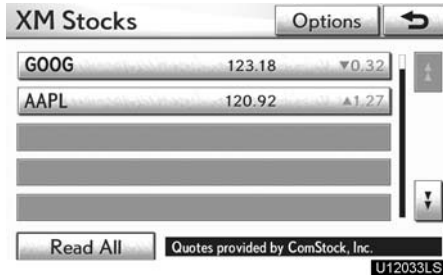 XM Stocks Options
GOOG 123.18 ▼0.32
AAPL 120.92 ▲1.27
Read All Quotes provided by ComStock, Inc.
U12033LS